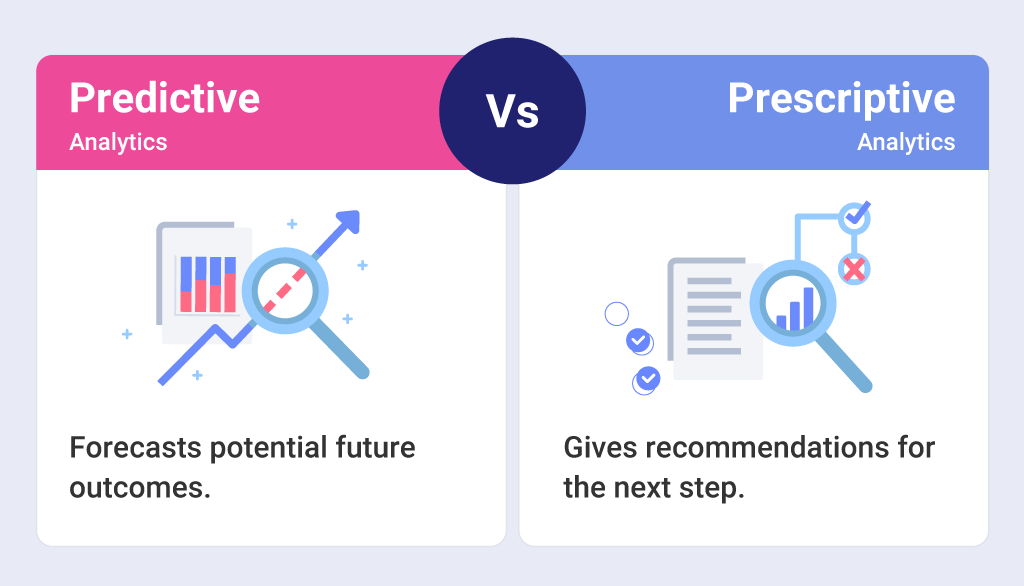 Predictive
Analytics
Vs
Prescriptive
Analytics
Forecasts potential future
outcomes.
Gives recommendations for
the next step.